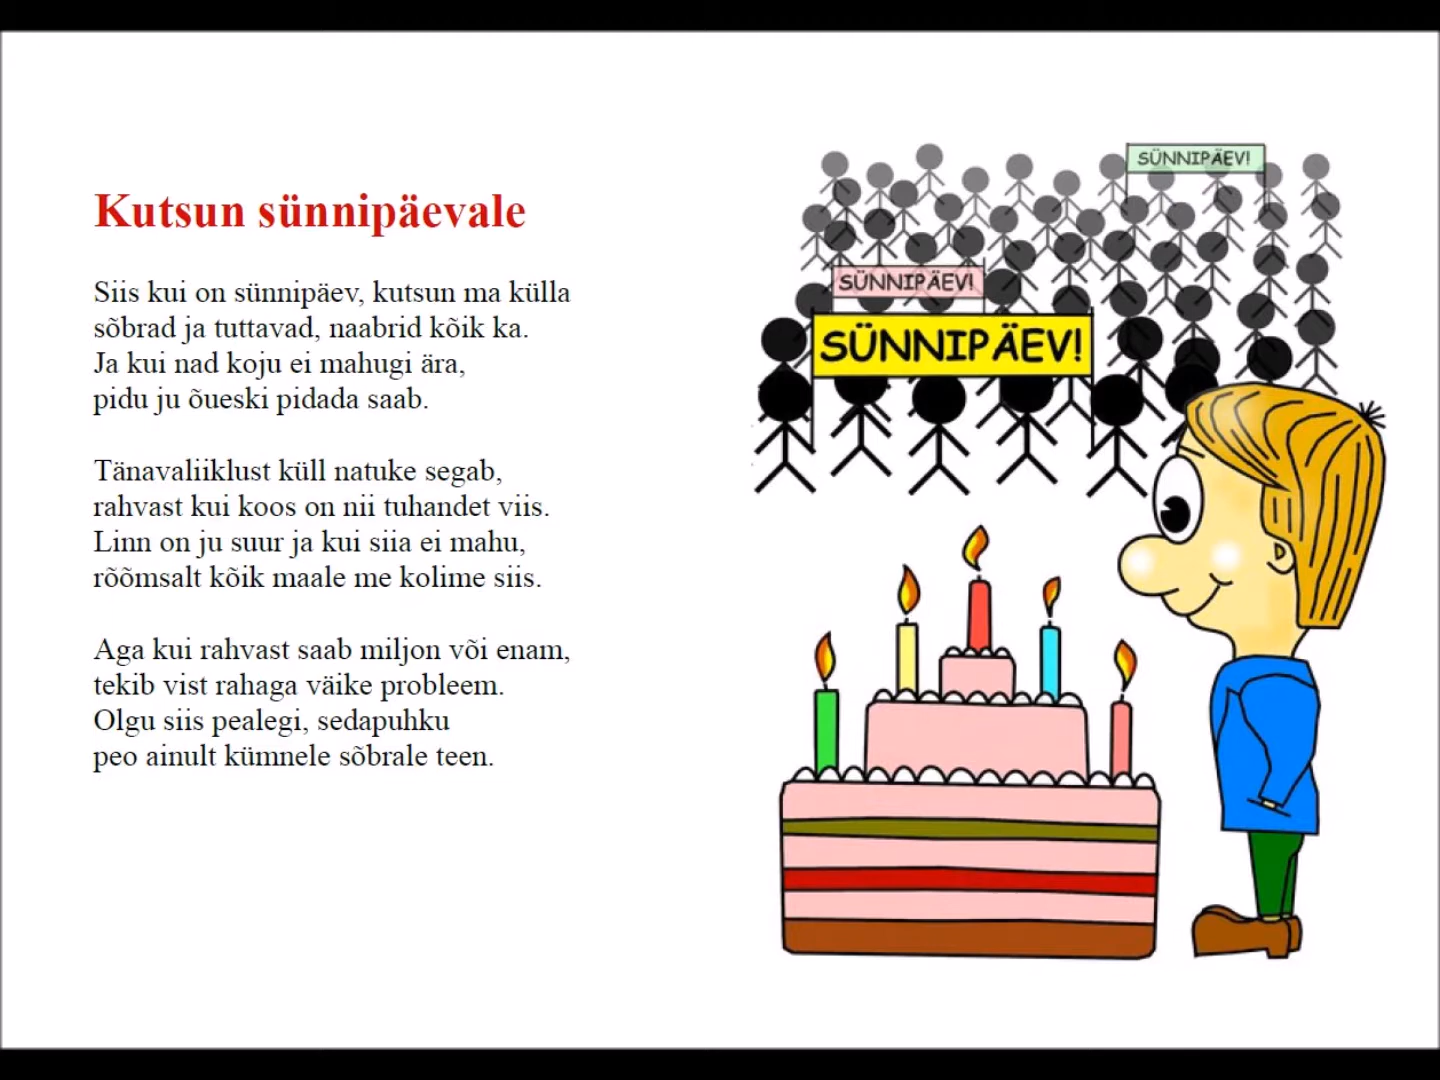 Kutsun sünnipäevale
Siis kui on sünnipäev, kutsun ma külla
sõbrad ja tuttavad, naabrid kõik ka.
Ja kui nad koju ei mahugi ära,
pidu ju õueski pidada saab.
Tänavaliiklust küll natuke segab,
rahvast kui koos on nii tuhandet viis.
Linn on ju suur ja kui siia ei mahu,
rõõmsalt kõik maale me kolime siis.
Aga kui rahvast saab miljon või enam,
tekib vist rahaga väike probleem.
Olgu siis pealegi, sedapuhku
peo ainult kümnele sõbrale teen.
SÜNNIPÄEV!
SÜNNIPÄEV!
SÜNNIPÄEV!